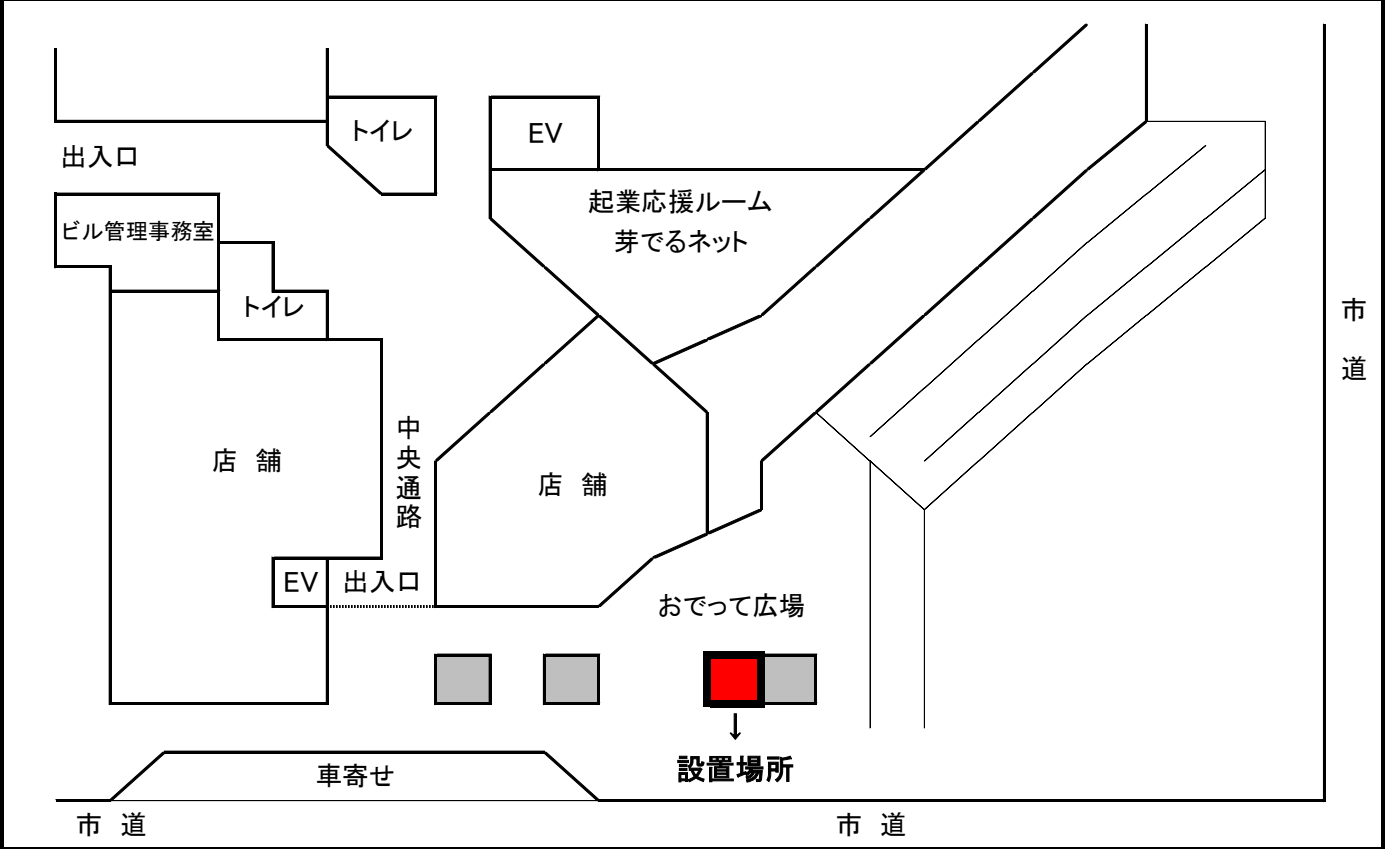 トイレ
EV
出入口
起業応援ルーム
芽でるネット
ビル管理事務室
トイレ
市
道
中央通路
店 舗
店 舗
EV
出入口
おでって広場
↓
設置場所
車寄せ
市 道
市 道